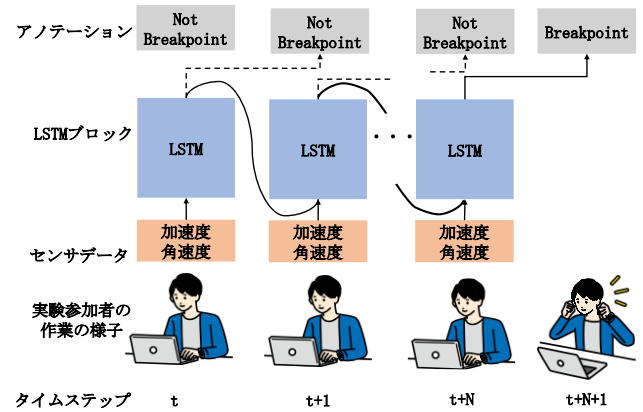 アノテーション
Not
Breakpoint
Not
Breakpoint
Not
Breakpoint
Breakpoint
LSTMブロック
LSTM
LSTM
LSTM
センサデータ
加速度
角速度
加速度
角速度
加速度
角速度
実験参加者の
作業の様子
タイムステップ
t
t+1
t+N
t+N+1